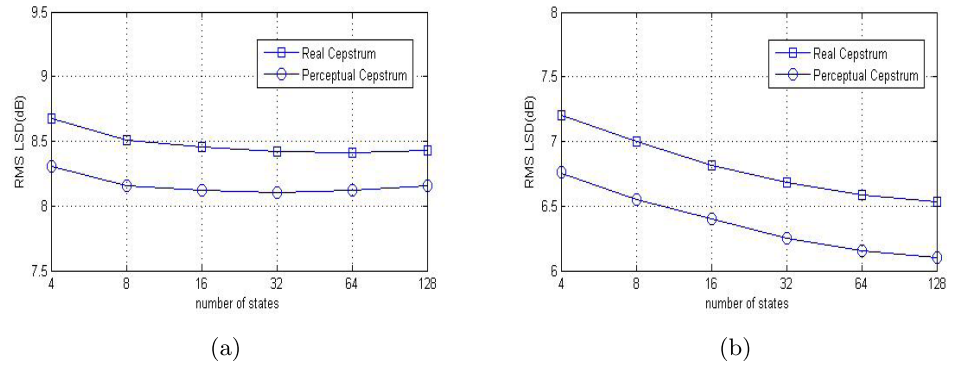 9.5
9
8.5
8
7.5
RMS LSD(dB)
Real Cepstrum
Perceptual Cepstrum
4 8 16 32 64 128
number of states
(a)
8
7.5
7
6.5
6
RMS LSD(dB)
Real Cepstrum
Perceptual Cepstrum
4 8 16 32 64 128
number of states
(b)